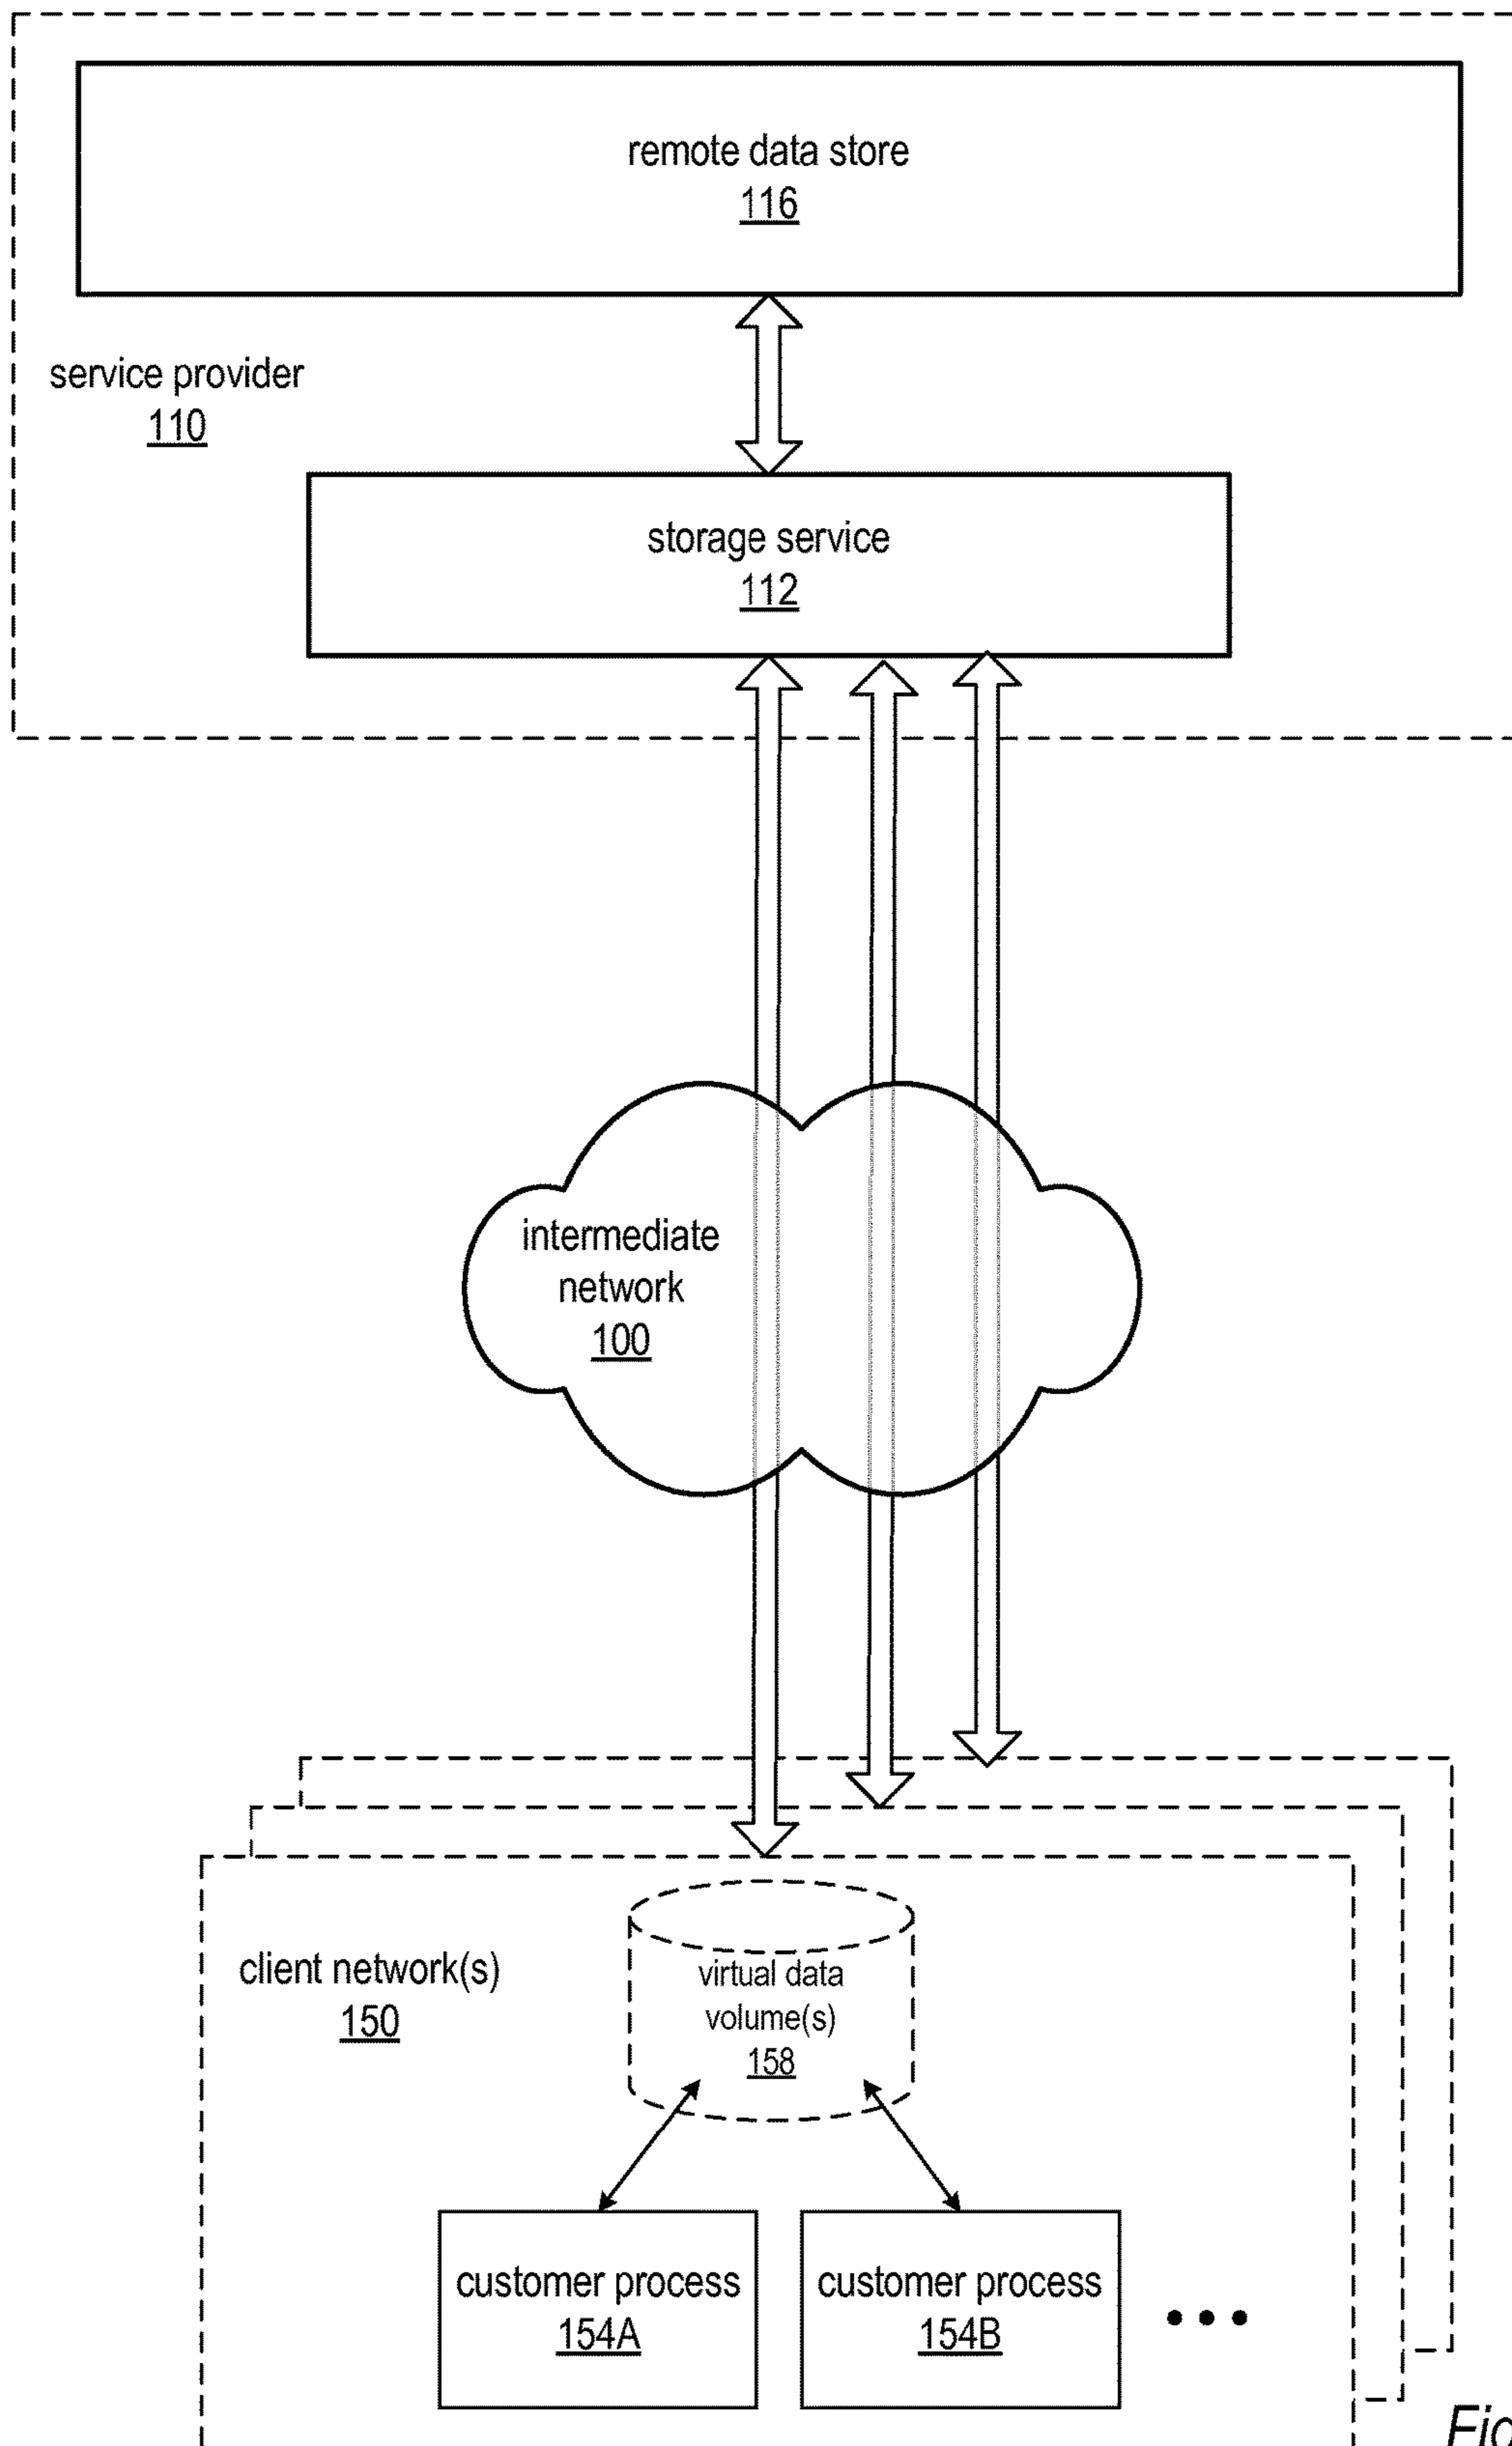 remote data store
116
service provider
110
storage service
112
intermediate
network
100
client network(s)
150
virtual data
volume(s)
158
customer process
154A
customer process
154B